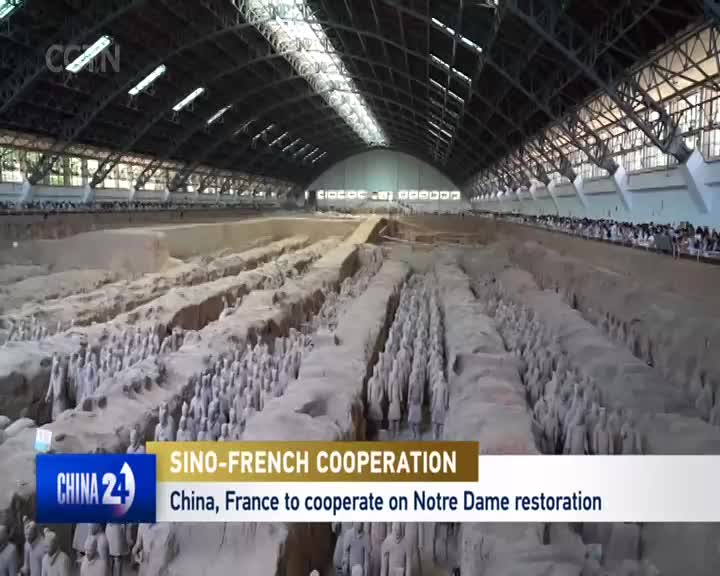 CGTN
SINO-FRENCH COOPERATION
CHINA 24
China, France to cooperate on Notre Dame restoration